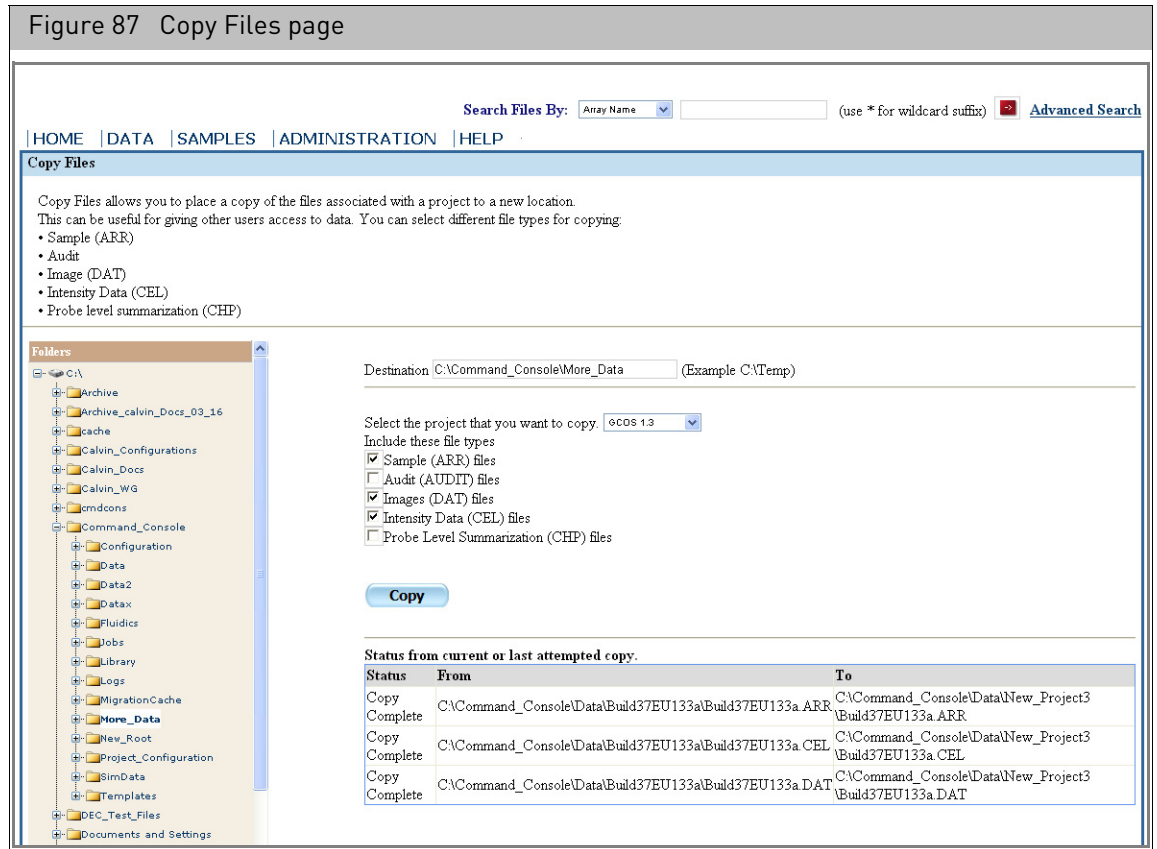 Figure 87 Copy Files page
Search Files By: Array Name (use * for wildcard suffix) Advanced Search
|HOME |DATA |SAMPLES |ADMINISTRATION |HELP
Copy Files
Copy Files allows you to place a copy of the files associated with a project to a new location.
This can be useful for giving other users access to data. You can select different file types for copying:
• Sample (ARR)
• Audit
• Image (DAT)
• Intensity Data (CEL)
• Probe level summarization (CHP)
Folders
C:\
Archive
Archive_calvin_Docs_03_16
cache
Calvin_Configurations
Calvin_Docs
Calvin_WG
cmdcons
Command_Console
Configuration
Data
Data2
Datax
Fluidics
Jobs
Library
Logs
MigrationCache
More_Data
New_Root
Project_Configuration
SimData
Templates
DEC_Test_Files
Documents and Settings
Destination C:\Command_Console\More_Data (Example C:\Temp)
Select the project that you want to copy. GCOS 1.3
Include these file types
Sample (ARR) files
Audit (AUDIT) files
Images (DAT) files
Intensity Data (CEL) files
Probe Level Summarization (CHP) files
Copy
Status from current or last attempted copy.
Status From To
Copy Complete C:\Command_Console\Data\Build37EU133a\Build37EU133a.ARR C:\Command_Console\Data\New_Project3\Build37EU133a.ARR
Copy Complete C:\Command_Console\Data\Build37EU133a\Build37EU133a.CEL C:\Command_Console\Data\New_Project3\Build37EU133a.CEL
Copy Complete C:\Command_Console\Data\Build37EU133a\Build37EU133a.DAT C:\Command_Console\Data\New_Project3\Build37EU133a.DAT